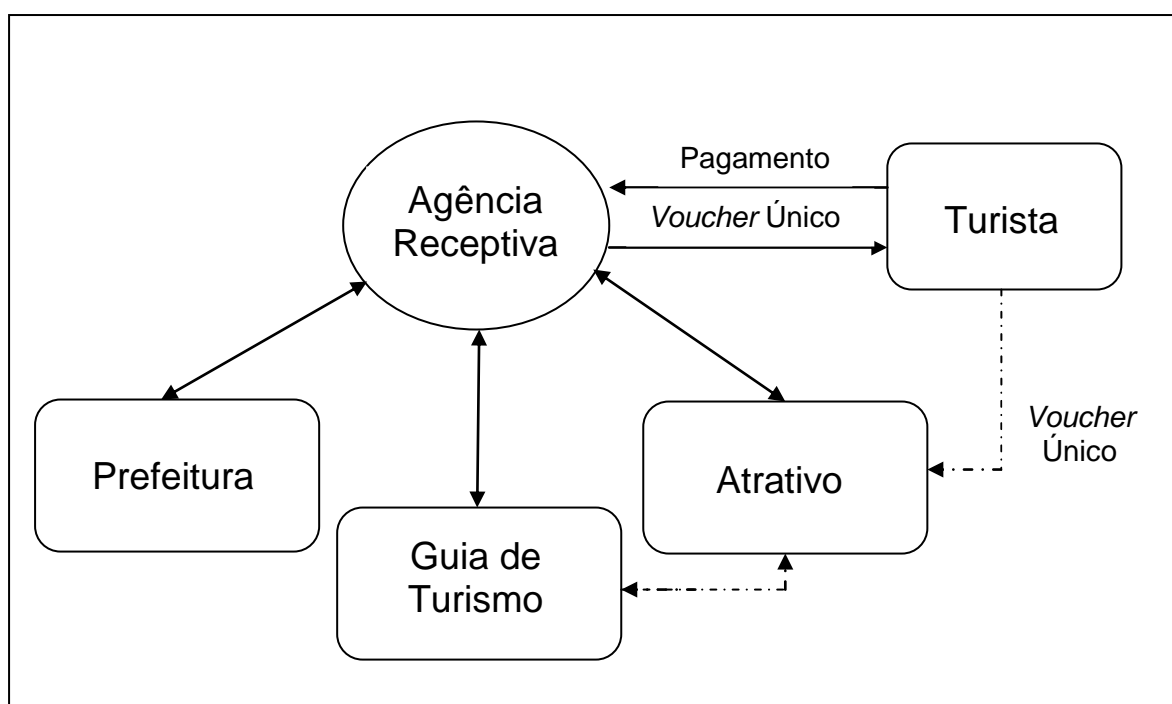 Pagamento
Agência
Receptiva
Voucher Único
Turista
Prefeitura
Guia de
Turismo
Atrativo
Voucher
Único